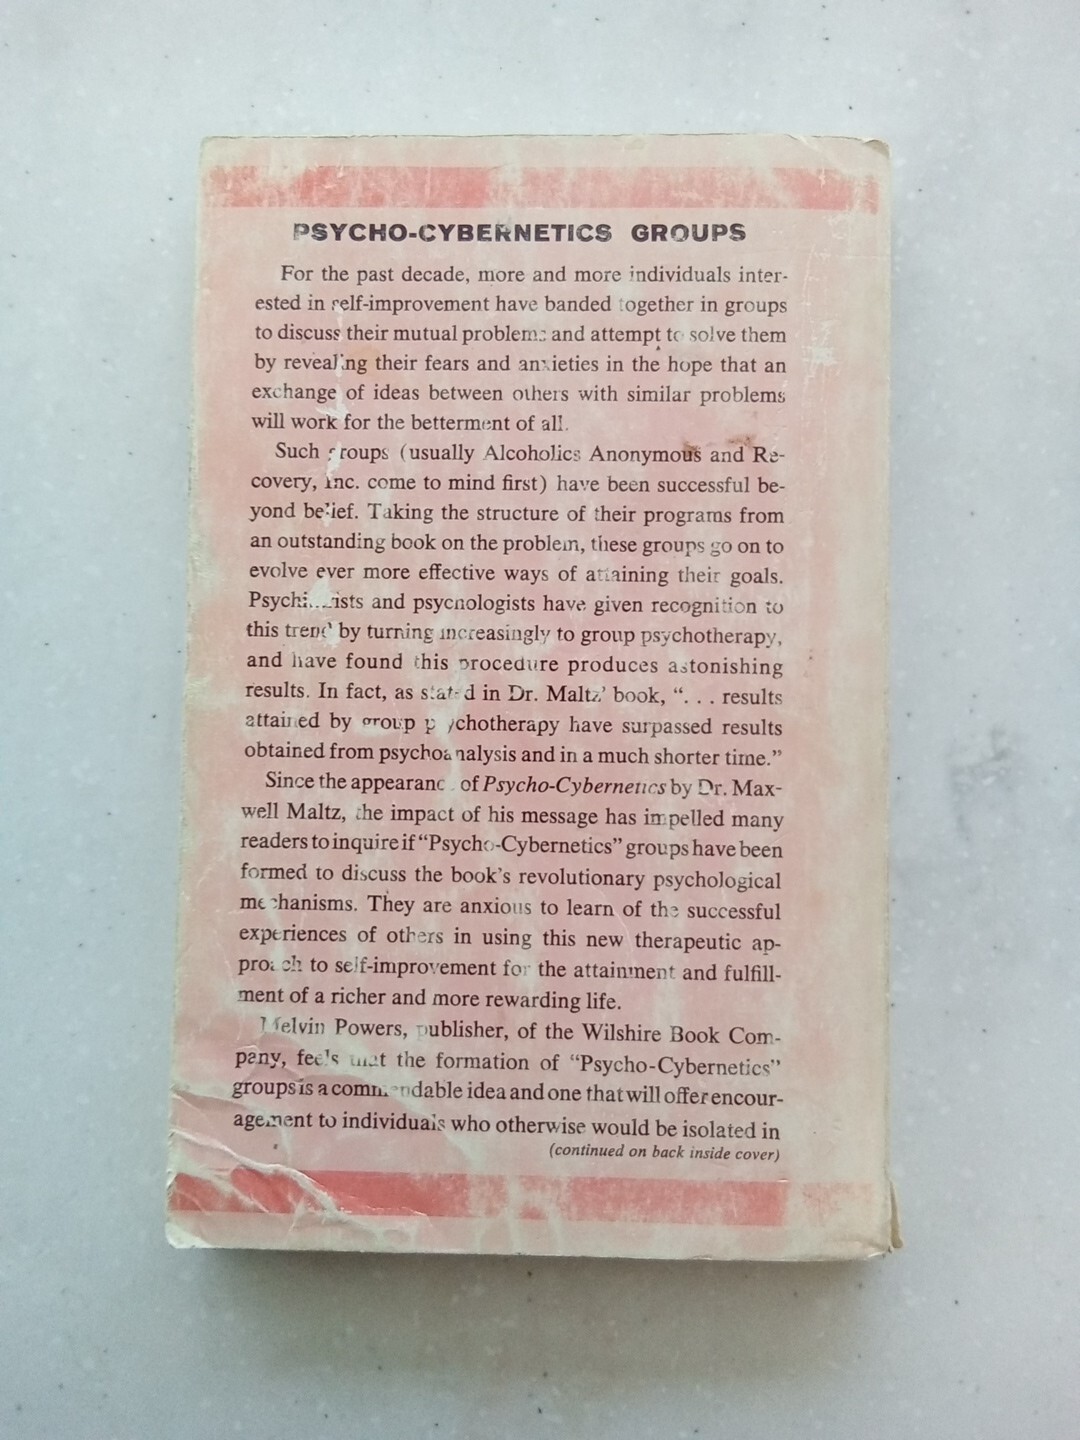 PSYCHO-CYBERNETICS GROUPS
For the past decade, more and more individuals inter-
ested in self-improvement have banded together in groups
to discuss their mutual problems and attempt to solve them
by revealing their fears and anxieties in the hope that an
exchange of ideas between others with similar problems
will work for the betterment of all.
Such groups (usually Alcoholics Anonymous and Re-
covery, Inc. come to mind first) have been successful be-
yond belief. Taking the structure of their programs from
an outstanding book on the problem, these groups go on to
evolve ever more effective ways of attaining their goals.
Psychiatrists and psychologists have given recognition to
this trend by turning increasingly to group psychotherapy,
and have found this procedure produces astonishing
results. In fact, as stated in Dr. Maltz' book, ". . . results
attained by group psychotherapy have surpassed results
obtained from psychoanalysis and in a much shorter time."
Since the appearance of Psycho-Cybernetics by Dr. Max-
well Maltz, the impact of his message has impelled many
readers to inquire if "Psycho-Cybernetics" groups have been
formed to discuss the book's revolutionary psychological
mechanisms. They are anxious to learn of the successful
experiences of others in using this new therapeutic ap-
proach to self-improvement for the attainment and fulfill-
ment of a richer and more rewarding life.
Melvin Powers, publisher, of the Wilshire Book Com-
pany, feels that the formation of "Psycho-Cybernetics"
groups is a commendable idea and one that will offer encour-
agement to individuals who otherwise would be isolated in
(continued on back inside cover)